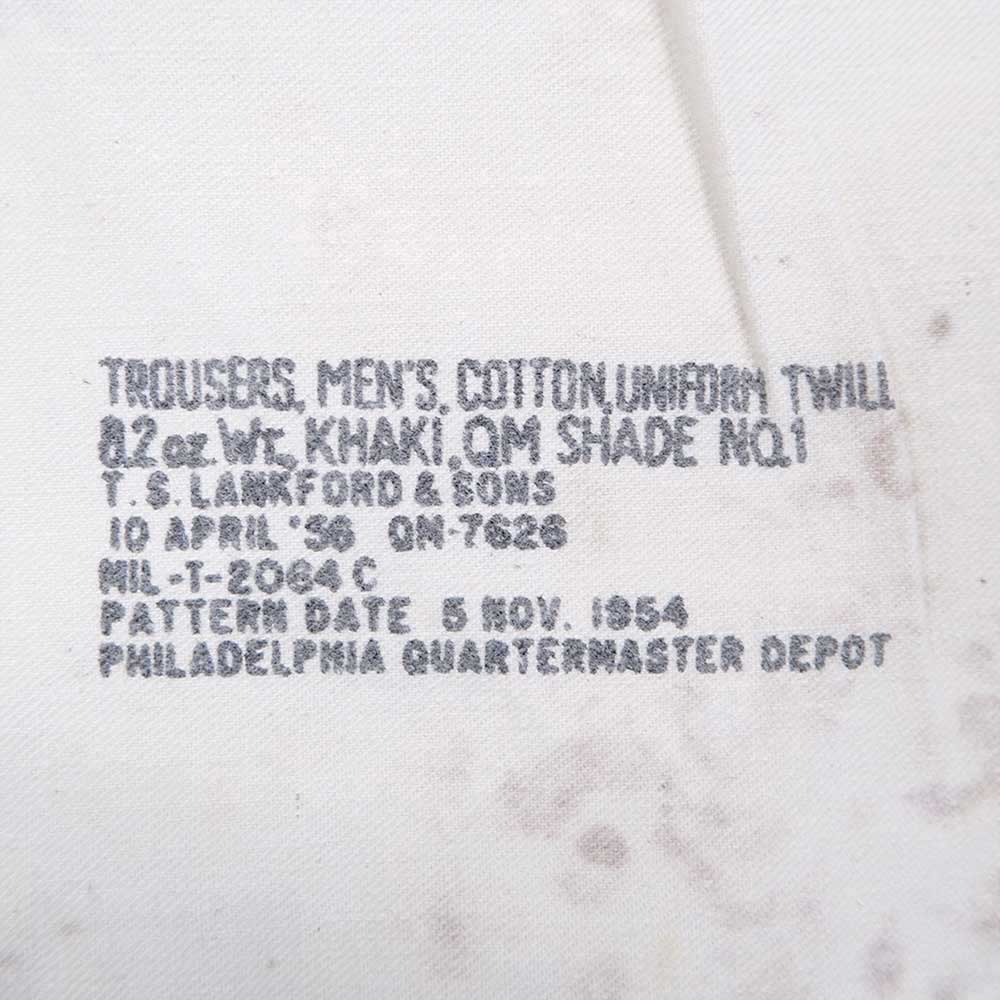 TROUSERS, MEN'S, COTTON, UNIFORM TWILL
8.2 oz. Wt., KHAKI, QM SHADE NO.1
T. S. LANKFORD & SONS
10 APRIL '56 QM-7626
MIL-T-2064 C
PATTERN DATE 5 NOV. 1954
PHILADELPHIA QUARTERMASTER DEPOT